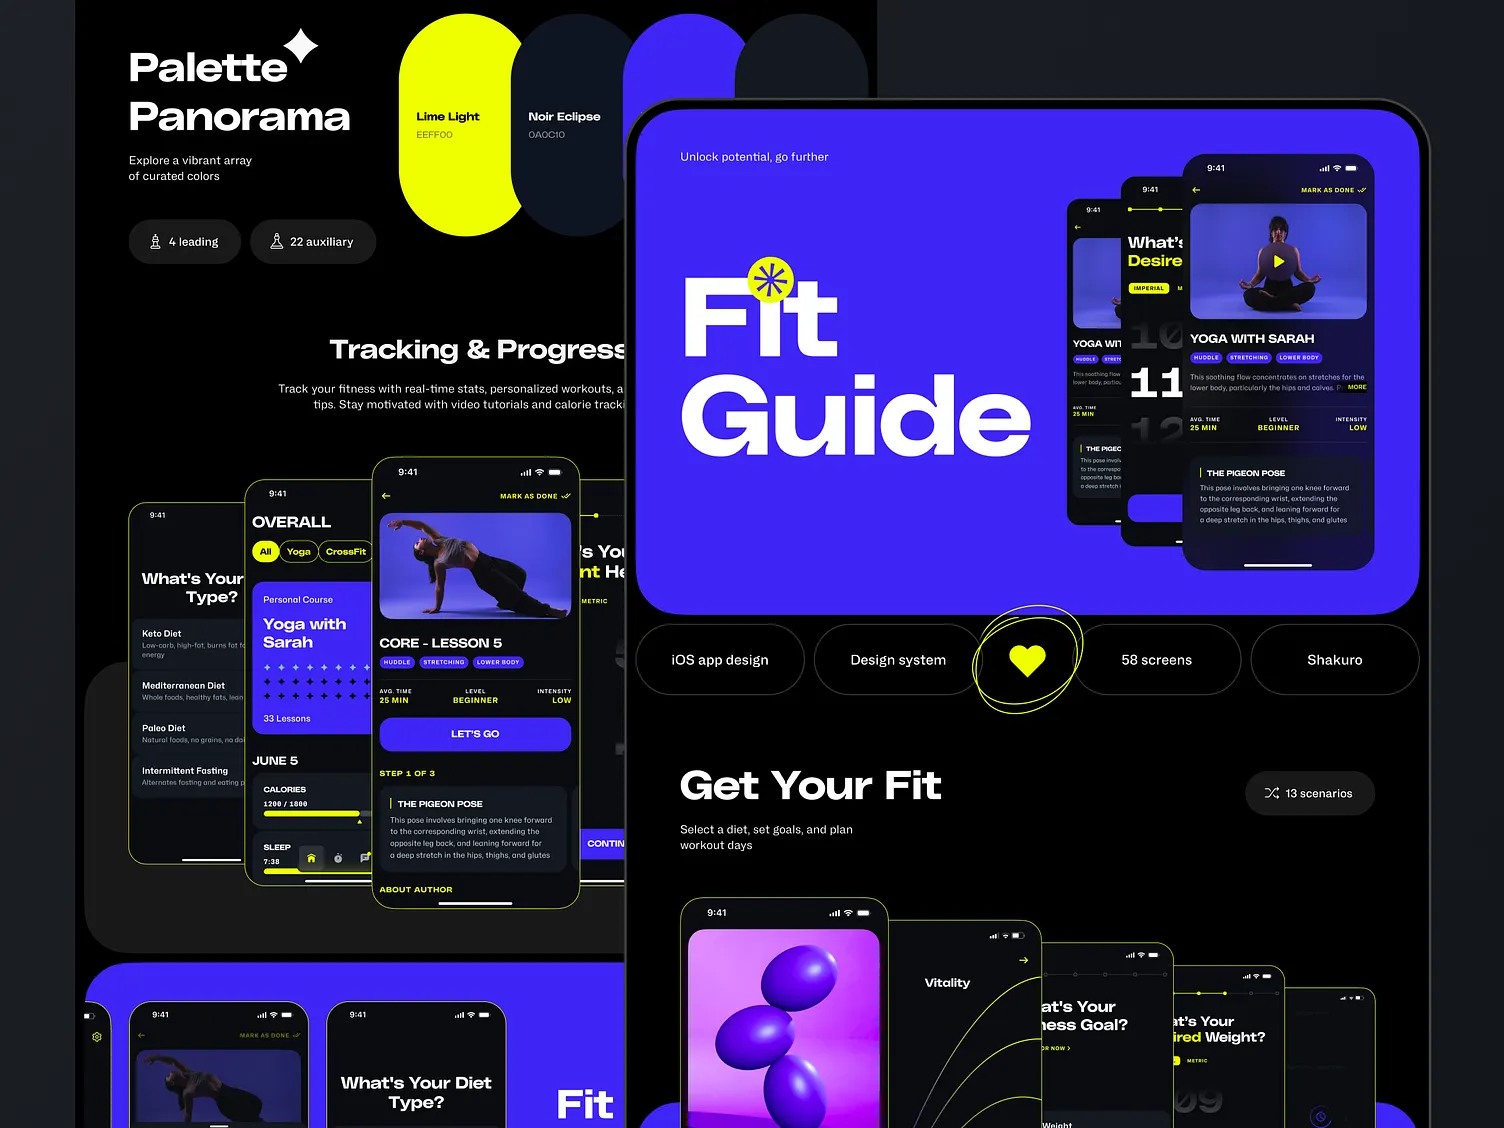 Palette
Panorama
Explore a vibrant array
of curated colors
4 leading
22 auxiliary
Lime Light
EEFF00
Noir Eclipse
0A0C10
Tracking & Progress
Track your fitness with real-time stats, personalized workouts, a
tips. Stay motivated with video tutorials and calorie tracki
9:41
What's Your
Type?
Keto Diet
Low-carb, high-fat, burns fat fo
energy
Mediterranean Diet
Whole foods, healthy fats, lean
Paleo Diet
Natural foods, no grains, no dai
Intermittent Fasting
Alternates fasting and eating p
9:41
OVERALL
All
Yoga
CrossFit
Personal Course
Yoga with
Sarah
33 Lessons
JUNE 5
CALORIES
1200 / 1800
SLEEP
7:38
9:41
MARK AS DONE
CORE - LESSON 5
HUDDLE
STRETCHING
LOWER BODY
AVG. TIME
25 MIN
LEVEL
BEGINNER
INTENSITY
LOW
LET'S GO
STEP 1 OF 3
THE PIGEON POSE
This pose involves bringing one knee forward
to the corresponding wrist, extending the
opposite leg back, and leaning forward for
a deep stretch in the hips, thighs, and glutes
ABOUT AUTHOR
's You
nt He
METRIC
CONTIN
9:41
MARK AS DONE
9:41
What's Your Diet
Type?
Fit
Unlock potential, go further
Fit
Guide
9:41
YOGA WIT
HUDDLE
STRETC
This soothing flow
lower body, particu
AVG. TIME
25 MIN
THE PIGEO
This pose involv
to the correspo
opposite leg ba
a deep stretch i
9:41
What's
Desire
IMPERIAL
M
10
11
12
9:41
MARK AS DONE
YOGA WITH SARAH
HUDDLE
STRETCHING
LOWER BODY
This soothing flow concentrates on stretches for the
lower body, particularly the hips and calves. P
MORE
AVG. TIME
25 MIN
LEVEL
BEGINNER
INTENSITY
LOW
THE PIGEON POSE
This pose involves bringing one knee forward
to the corresponding wrist, extending the
opposite leg back, and leaning forward for
a deep stretch in the hips, thighs, and glutes
iOS app design
Design system
58 screens
Shakuro
Get Your Fit
Select a diet, set goals, and plan
workout days
13 scenarios
9:41
Vitality
at's Your
ness Goal?
OR NOW >
Weight
at's Your
ired Weight?
METRIC
09